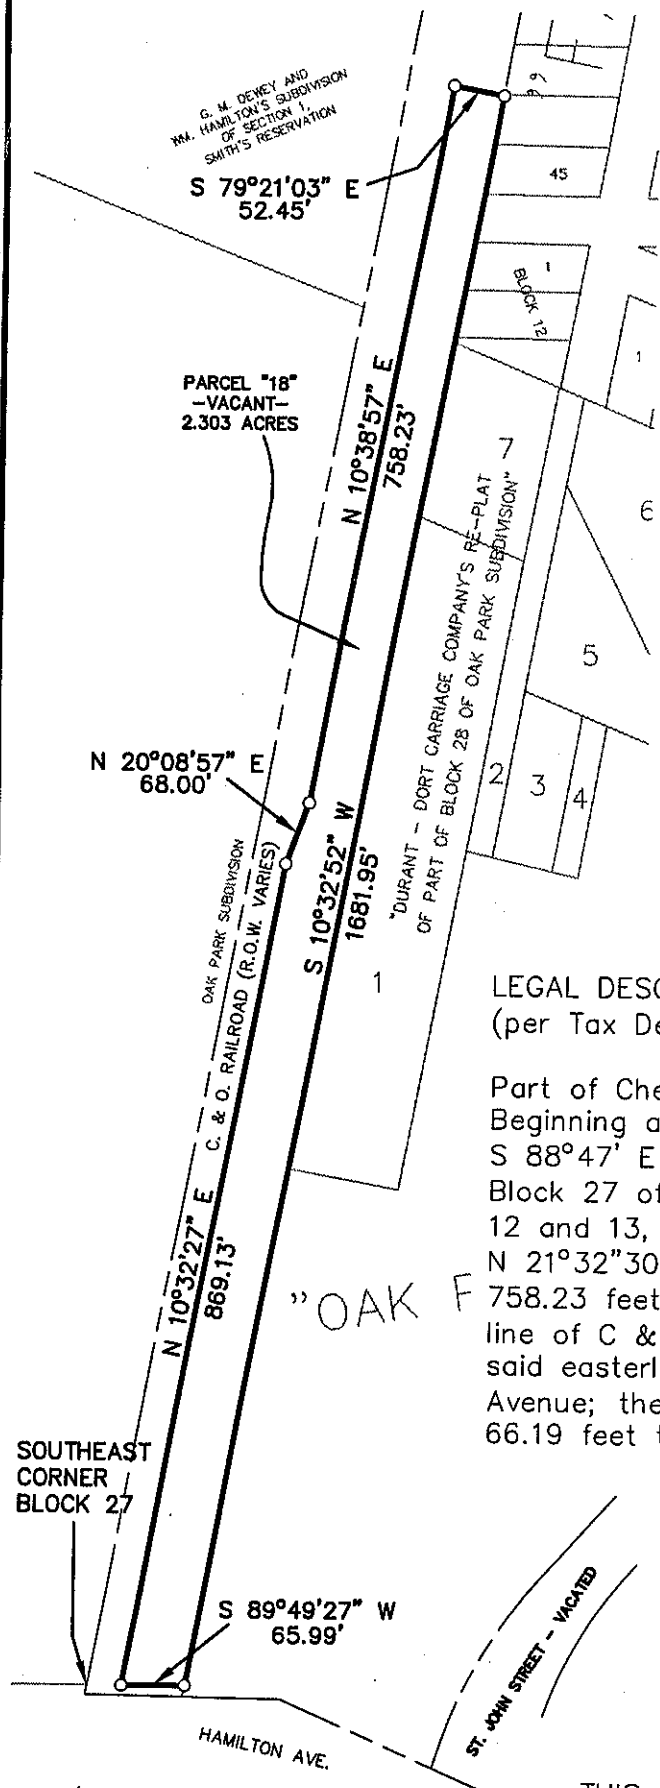 G. M. DEWEY AND
WM. HAMILTON'S SUBDIVISION
OF SECTION 1,
SMITH'S RESERVATION
S 79°21'03" E
52.45'
99
45
1
BLOCK 12
1
PARCEL "18"
-VACANT-
2.303 ACRES
N 10°38'57" E
758.23'
7
6
5
"DURANT - DORT CARRIAGE COMPANY'S RE-PLAT
OF PART OF BLOCK 28 OF OAK PARK SUBDIVISION"
2
3
4
N 20°08'57" E
68.00'
OAK PARK SUBDIVISION
C. & O. RAILROAD (R.O.W. VARIES)
S 10°32'52" W
1681.95'
1
LEGAL DESC
(per Tax De
Part of Che
Beginning a
S 88°47' E
Block 27 of
12 and 13,
N 21°32"30
758.23 feet
line of C &
said easterl
Avenue; the
66.19 feet t
"OAK
N 10°32'27" E
869.13'
SOUTHEAST
CORNER
BLOCK 27
S 89°49'27" W
65.99'
ST. JOHN STREET - VACATED
HAMILTON AVE.
THIS